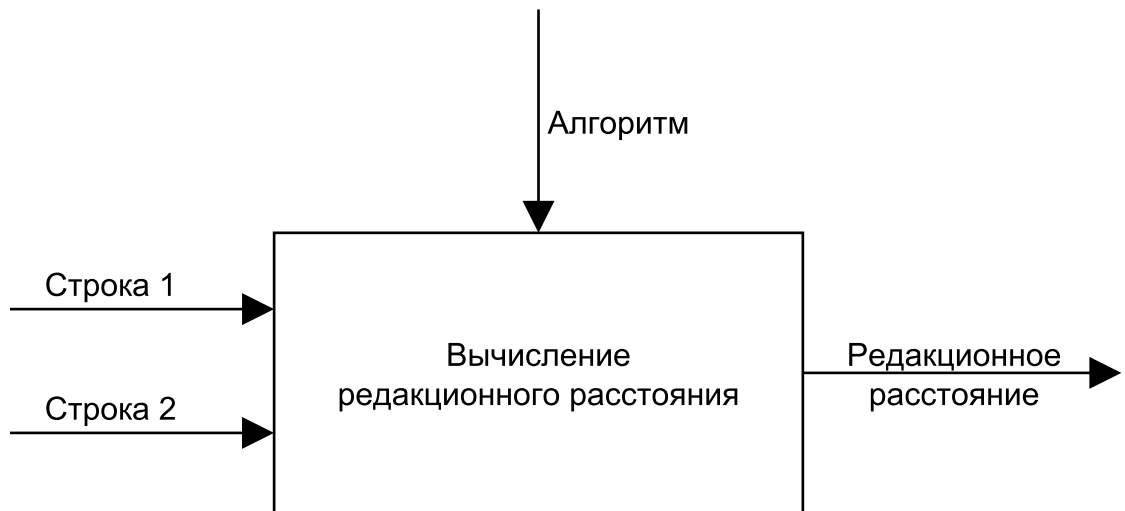 Алгоритм
Строка 1
Строка 2
Вычисление
редакционного расстояния
Редакционное
расстояние